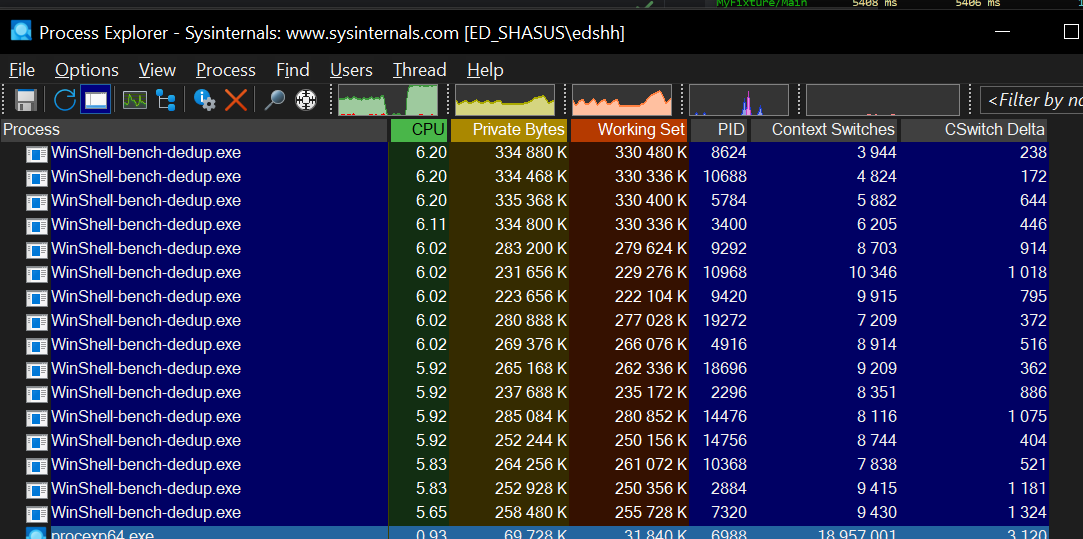 MyFixture/Main 5408 ms 5406 ms
Process Explorer - Sysinternals: www.sysinternals.com [ED_SHASUS\edshh]
File Options View Process Find Users Thread Help
<Filter by
Process CPU Private Bytes Working Set PID Context Switches CSwitch Delta
WinShell-bench-dedup.exe 6.20 334 880 K 330 480 K 8624 3 944 238
WinShell-bench-dedup.exe 6.20 334 468 K 330 336 K 10688 4 824 172
WinShell-bench-dedup.exe 6.20 335 368 K 330 400 K 5784 5 882 644
WinShell-bench-dedup.exe 6.11 334 800 K 330 336 K 3400 6 205 446
WinShell-bench-dedup.exe 6.02 283 200 K 279 624 K 9292 8 703 914
WinShell-bench-dedup.exe 6.02 231 656 K 229 276 K 10968 10 346 1 018
WinShell-bench-dedup.exe 6.02 223 656 K 222 104 K 9420 9 915 795
WinShell-bench-dedup.exe 6.02 280 888 K 277 028 K 19272 7 209 372
WinShell-bench-dedup.exe 6.02 269 376 K 266 076 K 4916 8 914 516
WinShell-bench-dedup.exe 5.92 265 168 K 262 336 K 18696 9 209 362
WinShell-bench-dedup.exe 5.92 237 688 K 235 172 K 2296 8 351 886
WinShell-bench-dedup.exe 5.92 285 084 K 280 852 K 14476 8 116 1 075
WinShell-bench-dedup.exe 5.92 252 244 K 250 156 K 14756 8 744 404
WinShell-bench-dedup.exe 5.83 264 256 K 261 072 K 10368 7 838 521
WinShell-bench-dedup.exe 5.83 252 928 K 250 356 K 2884 9 415 1 181
WinShell-bench-dedup.exe 5.65 258 480 K 255 728 K 7320 9 430 1 324
procexp64.exe 0.93 69 728 K 31 840 K 6988 18 957 001 3 120